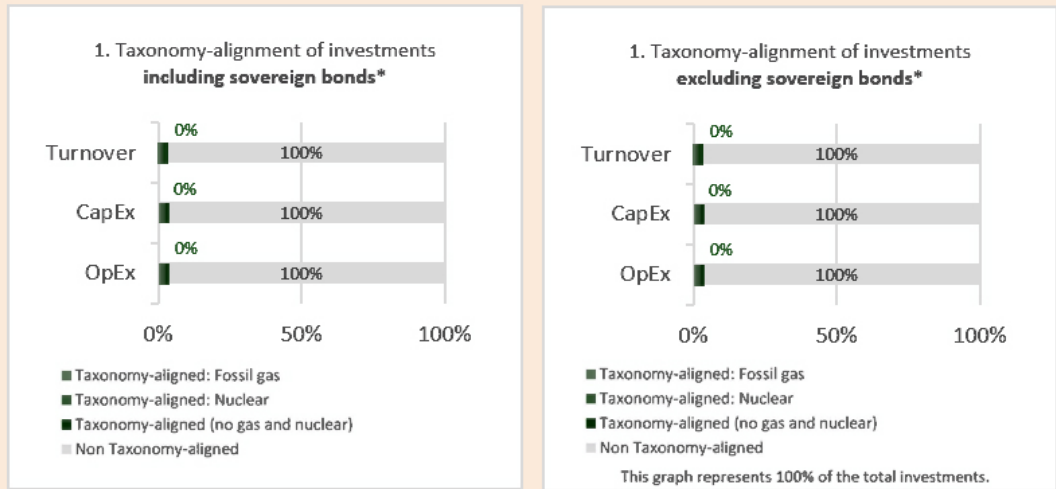 1. Taxonomy-alignment of investments
including sovereign bonds*
0%
Turnover 100%
0%
CapEx 100%
0%
OpEx 100%
0% 50% 100%
Taxonomy-aligned: Fossil gas
Taxonomy-aligned: Nuclear
Taxonomy-aligned (no gas and nuclear)
Non Taxonomy-aligned
1. Taxonomy-alignment of investments
excluding sovereign bonds*
0%
Turnover 100%
0%
CapEx 100%
0%
OpEx 100%
0% 50% 100%
Taxonomy-aligned: Fossil gas
Taxonomy-aligned: Nuclear
Taxonomy-aligned (no gas and nuclear)
Non Taxonomy-aligned
This graph represents 100% of the total investments.